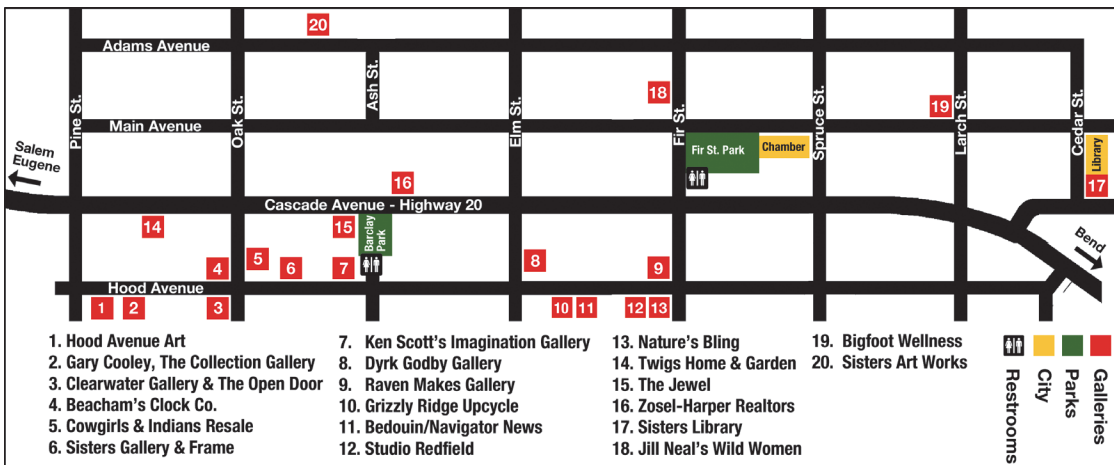 20
Adams Avenue
Pine St.
Oak St.
Ash St.
Elm St.
18
Fir St.
Spruce St.
19
Larch St.
Cedar St.
Main Avenue
Fir St. Park
Chamber
Library
17
Salem
Eugene
16
Cascade Avenue - Highway 20
14
15
Barclay
Park
Bend
4
5
6
7
8
9
Hood Avenue
1
2
3
10
11
12
13
1. Hood Avenue Art
2. Gary Cooley, The Collection Gallery
3. Clearwater Gallery & The Open Door
4. Beacham's Clock Co.
5. Cowgirls & Indians Resale
6. Sisters Gallery & Frame
7. Ken Scott's Imagination Gallery
8. Dyrk Godby Gallery
9. Raven Makes Gallery
10. Grizzly Ridge Upcycle
11. Bedouin/Navigator News
12. Studio Redfield
13. Nature's Bling
14. Twigs Home & Garden
15. The Jewel
16. Zosel-Harper Realtors
17. Sisters Library
18. Jill Neal's Wild Women
19. Bigfoot Wellness
20. Sisters Art Works
Restrooms
City
Parks
Galleries